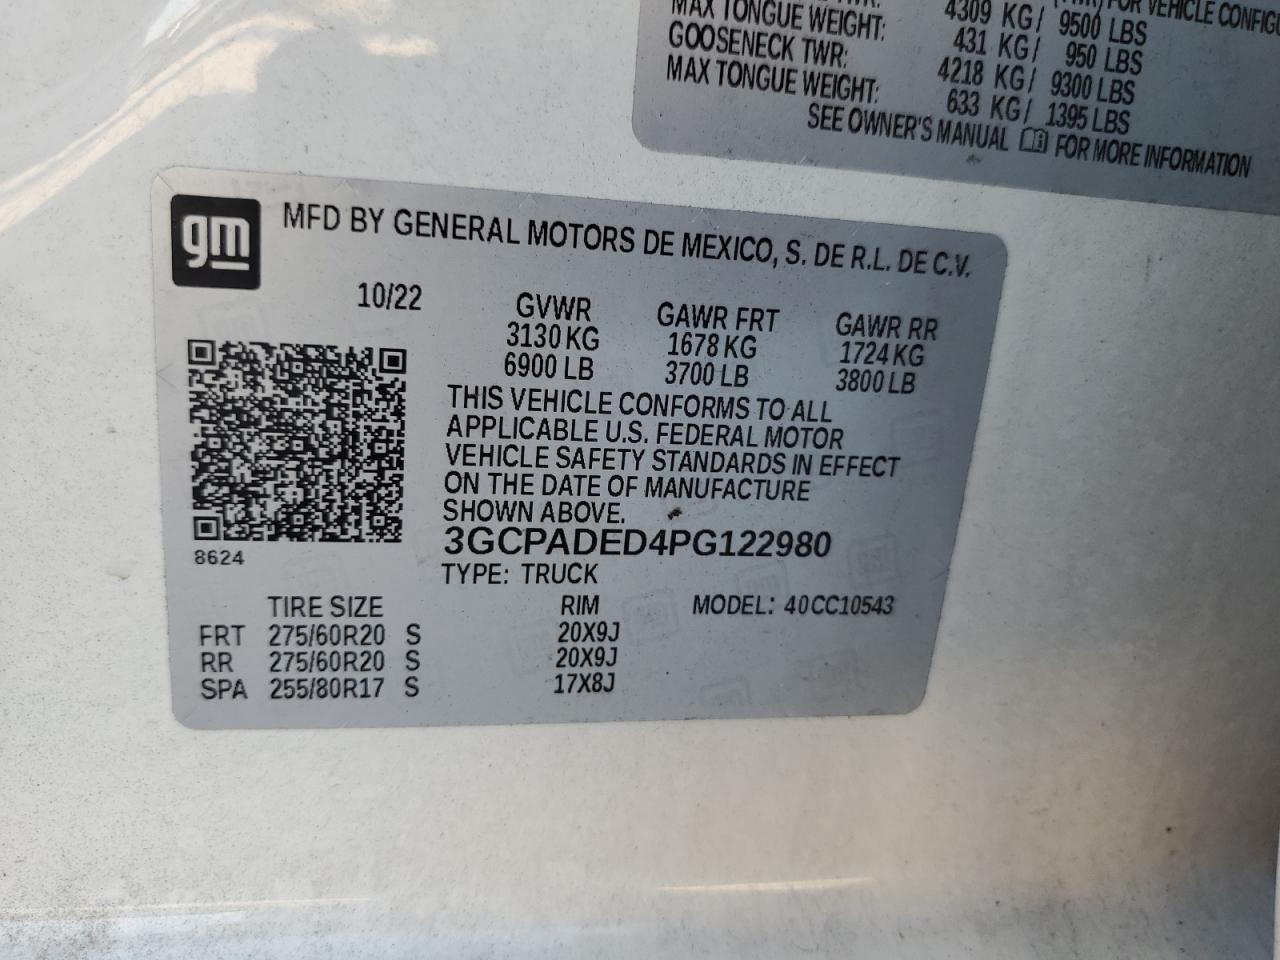 FOR VEHICLE
MAX TONGUE WEIGHT: 4309 KG/ 9500 LBS
GOOSENECK TWR: 431 KG/ 950 LBS
MAX TONGUE WEIGHT: 4218 KG/ 9300 LBS
633 KG/ 1395 LBS
SEE OWNER'S MANUAL FOR MORE INFORMATION
gm
MFD BY GENERAL MOTORS DE MEXICO, S. DE R.L. DE C.V.
10/22 GVWR GAWR FRT GAWR RR
3130 KG 1678 KG 1724 KG
6900 LB 3700 LB 3800 LB
THIS VEHICLE CONFORMS TO ALL
APPLICABLE U.S. FEDERAL MOTOR
VEHICLE SAFETY STANDARDS IN EFFECT
ON THE DATE OF MANUFACTURE
SHOWN ABOVE.
8624
3GCPADED4PG122980
TYPE: TRUCK
TIRE SIZE RIM MODEL: 40CC10543
FRT 275/60R20 S 20X9J
RR 275/60R20 S 20X9J
SPA 255/80R17 S 17X8J